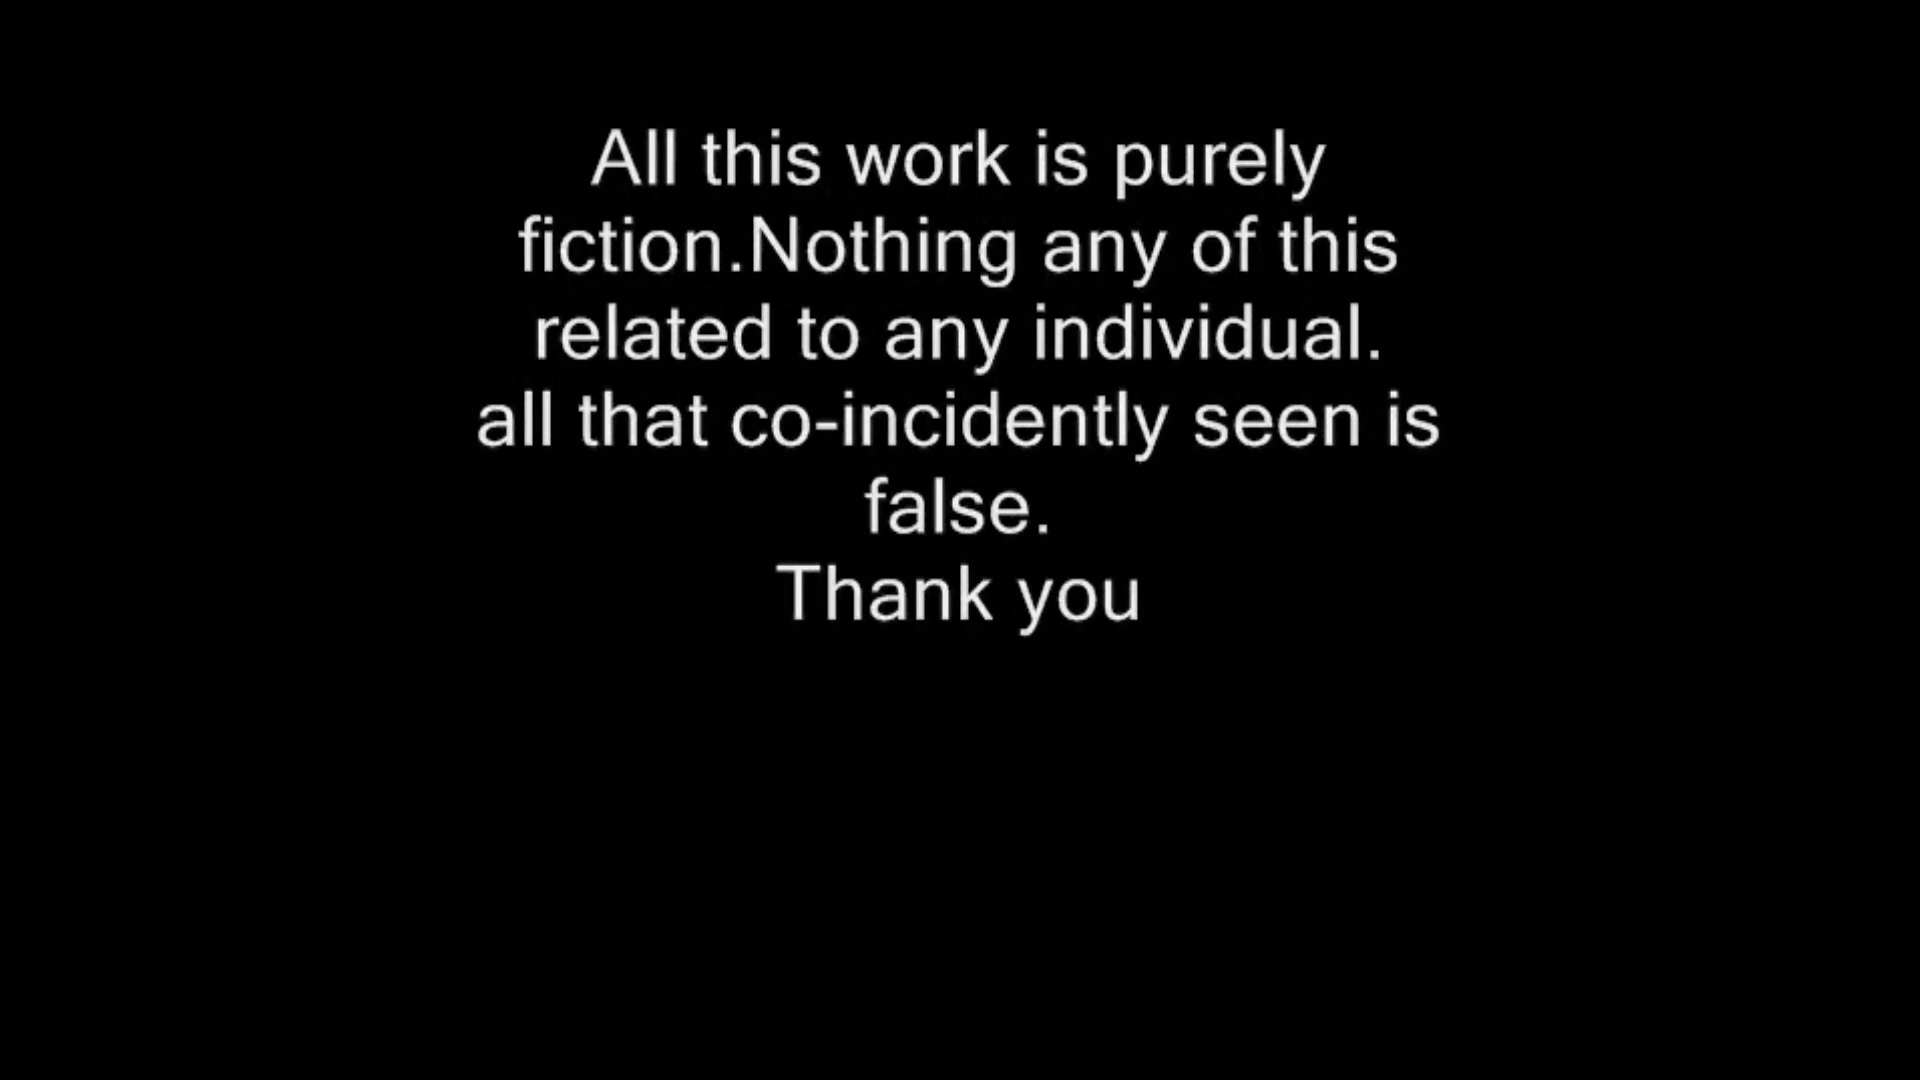 All this work is purely
fiction.Nothing any of this
related to any individual.
all that co-incidently seen is
false.
Thank you